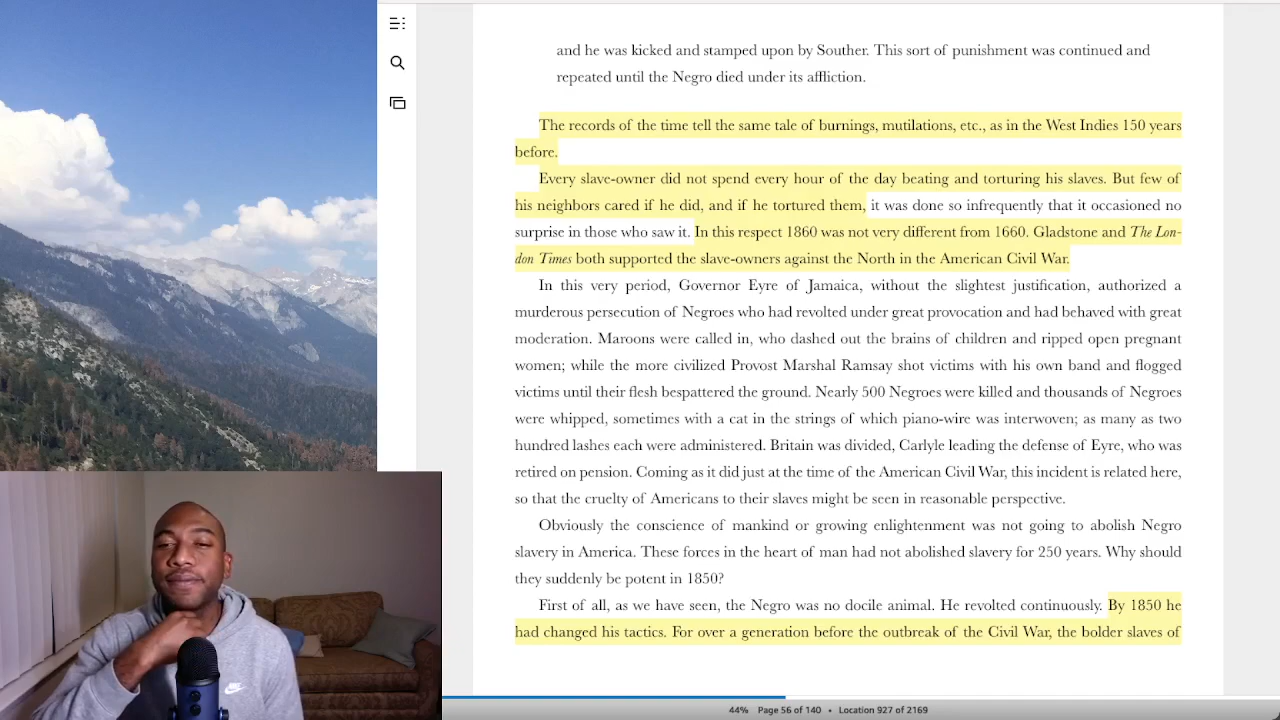 and he was kicked and stamped upon by Souther. This sort of punishment was continued and
repeated until the Negro died under its affliction.
The records of the time tell the same tale of burnings, mutilations, etc., as in the West Indies 150 years
before.
Every slave-owner did not spend every hour of the day beating and torturing his slaves. But few of
his neighbors cared if he did, and if he tortured them, it was done so infrequently that it occasioned no
surprise in those who saw it. In this respect 1860 was not very different from 1660. Gladstone and The Lon-
don Times both supported the slave-owners against the North in the American Civil War.
In this very period, Governor Eyre of Jamaica, without the slightest justification, authorized a
murderous persecution of Negroes who had revolted under great provocation and had behaved with great
moderation. Maroons were called in, who dashed out the brains of children and ripped open pregnant
women; while the more civilized Provost Marshal Ramsay shot victims with his own band and flogged
victims until their flesh bespattered the ground. Nearly 500 Negroes were killed and thousands of Negroes
were whipped, sometimes with a cat in the strings of which piano-wire was interwoven; as many as two
hundred lashes each were administered. Britain was divided, Carlyle leading the defense of Eyre, who was
retired on pension. Coming as it did just at the time of the American Civil War, this incident is related here,
so that the cruelty of Americans to their slaves might be seen in reasonable perspective.
Obviously the conscience of mankind or growing enlightenment was not going to abolish Negro
slavery in America. These forces in the heart of man had not abolished slavery for 250 years. Why should
they suddenly be potent in 1850?
First of all, as we have seen, the Negro was no docile animal. He revolted continuously. By 1850 he
had changed his tactics. For over a generation before the outbreak of the Civil War, the bolder slaves of
44% Page 56 of 140 • Location 927 of 2169